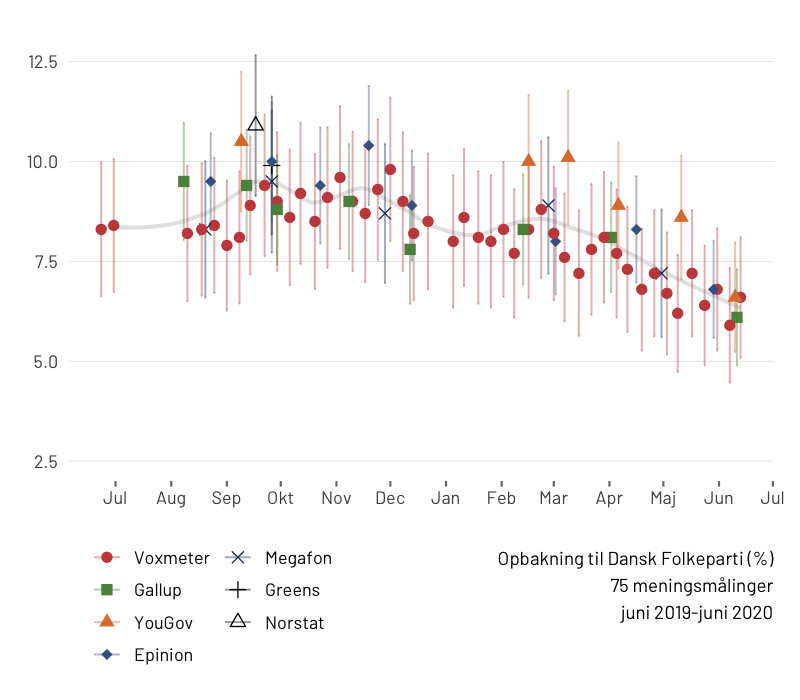 12.5
10.0
7.5
5.0
2.5
Jul Aug Sep Okt Nov Dec Jan Feb Mar Apr Maj Jun Jul
Voxmeter
Gallup
YouGov
Epinion
Megafon
Greens
Norstat
Opbakning til Dansk Folkeparti (%)
75 meningsmålinger
juni 2019-juni 2020